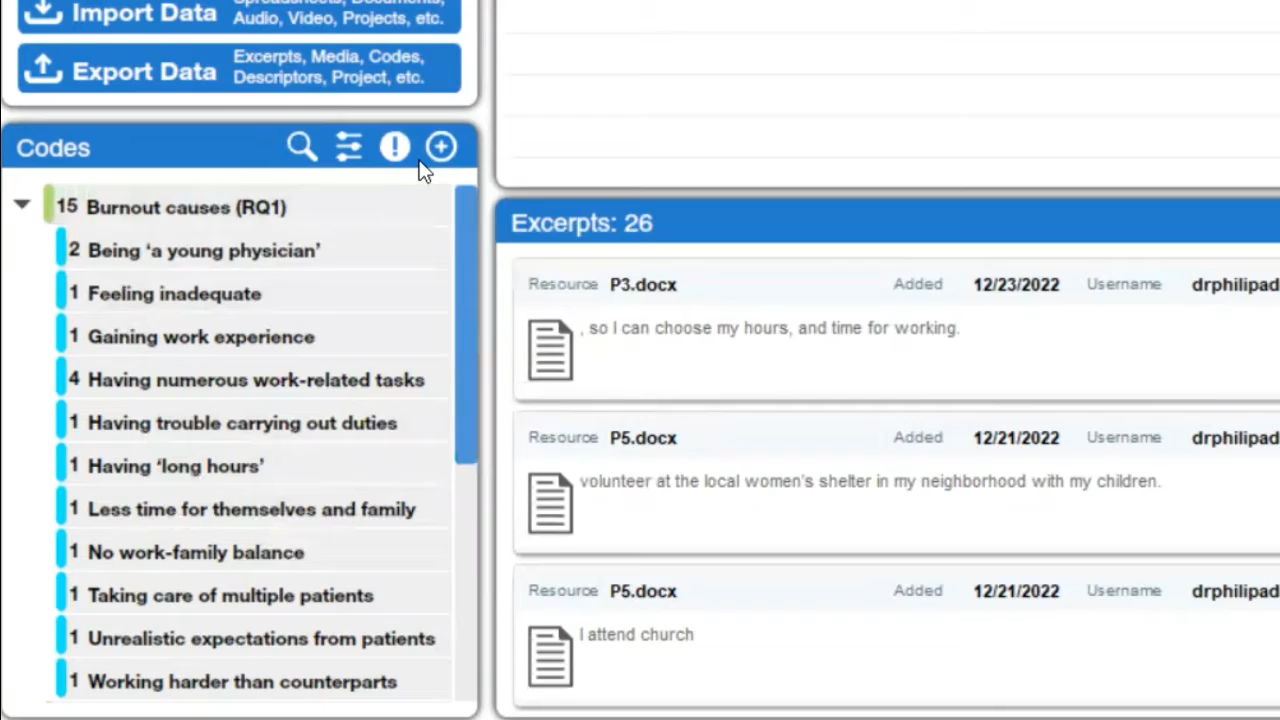 Import Data
Spreadsheets, Documents,
Audio, Video, Projects, etc.
Export Data
Excerpts, Media, Codes,
Descriptors, Project, etc.
Codes
15 Burnout causes (RQ1)
2 Being ‘a young physician’
1 Feeling inadequate
1 Gaining work experience
4 Having numerous work-related tasks
1 Having trouble carrying out duties
1 Having ‘long hours’
1 Less time for themselves and family
1 No work-family balance
1 Taking care of multiple patients
1 Unrealistic expectations from patients
1 Working harder than counterparts
Excerpts: 26
Resource P3.docx Added 12/23/2022 Username drphilipad
, so I can choose my hours, and time for working.
Resource P5.docx Added 12/21/2022 Username drphilipad
volunteer at the local women's shelter in my neighborhood with my children.
Resource P5.docx Added 12/21/2022 Username drphilipad
I attend church